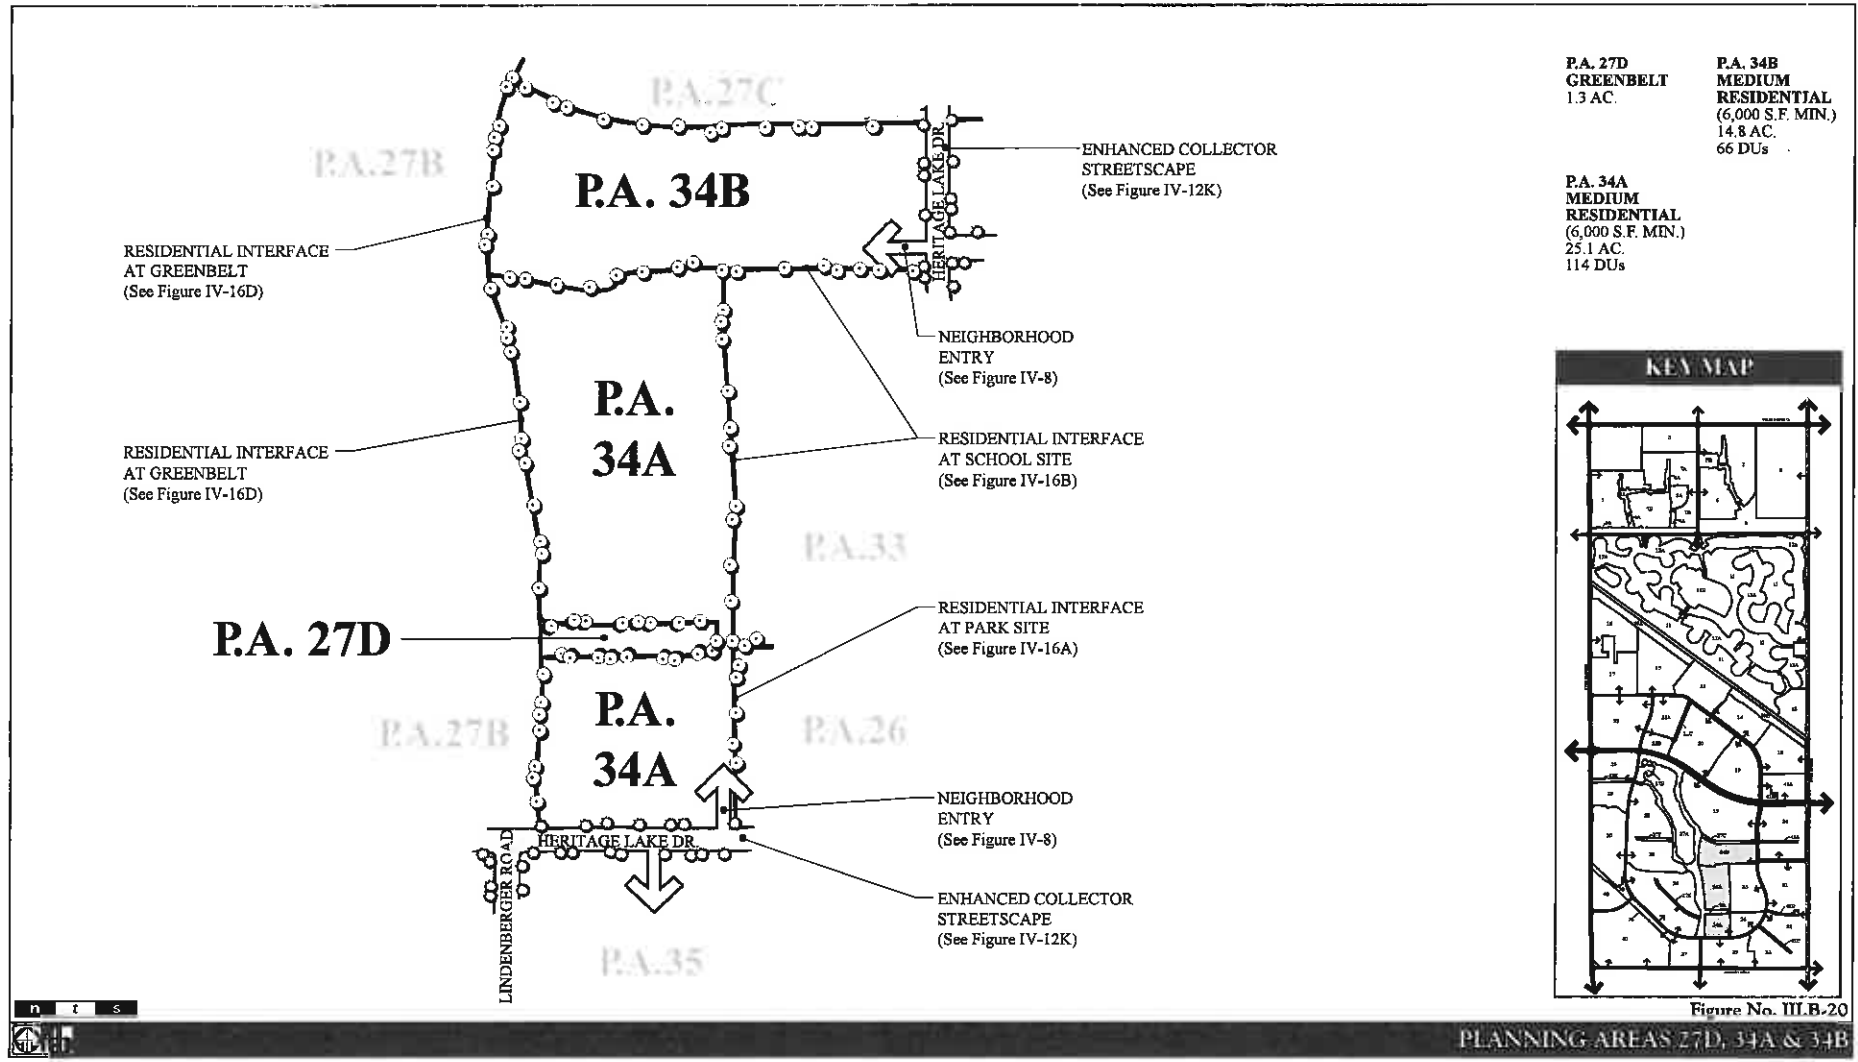 P.A.27C
P.A.27B
P.A. 34B
HERITAGE LAKE DR.
ENHANCED COLLECTOR
STREETSCAPE
(See Figure IV-12K)
RESIDENTIAL INTERFACE
AT GREENBELT
(See Figure IV-16D)
NEIGHBORHOOD
ENTRY
(See Figure IV-8)
P.A.
34A
RESIDENTIAL INTERFACE
AT GREENBELT
(See Figure IV-16D)
RESIDENTIAL INTERFACE
AT SCHOOL SITE
(See Figure IV-16B)
P.A.33
P.A. 27D
RESIDENTIAL INTERFACE
AT PARK SITE
(See Figure IV-16A)
P.A.27B
P.A.
34A
P.A.26
NEIGHBORHOOD
ENTRY
(See Figure IV-8)
HERITAGE LAKE DR.
LINDENBERGER ROAD
ENHANCED COLLECTOR
STREETSCAPE
(See Figure IV-12K)
P.A.35
P.A. 27D
GREENBELT
1.3 AC.
P.A. 34B
MEDIUM
RESIDENTIAL
(6,000 S.F. MIN.)
14.8 AC.
66 DUs
P.A. 34A
MEDIUM
RESIDENTIAL
(6,000 S.F. MIN.)
25.1 AC.
114 DUs
KEY MAP
n t s
Figure No. III.B-20
PLANNING AREAS 27D, 34A & 34B